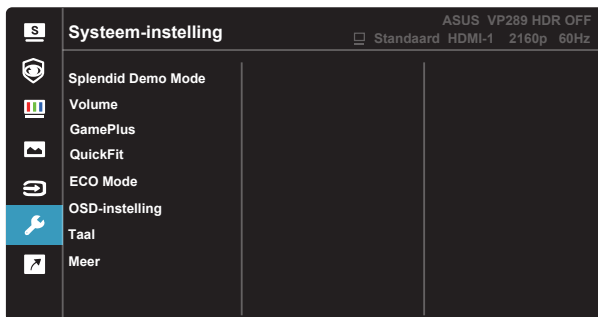 S
Systeem-instelling
ASUS VP289 HDR OFF
Standaard HDMI-1 2160p 60Hz
Splendid Demo Mode
Volume
GamePlus
QuickFit
ECO Mode
OSD-instelling
Taal
Meer